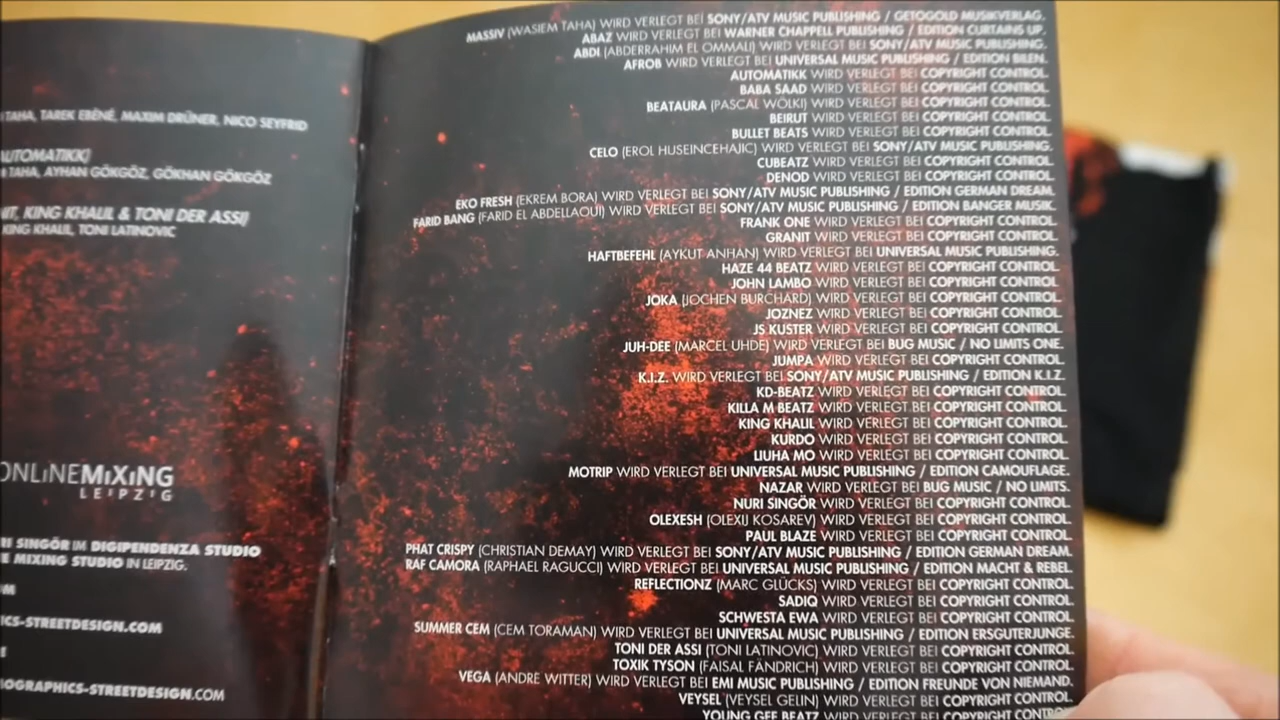 TAHA, TAREK EBÉNÉ, MAXIM DRÜNER, NICO SEYFRID
UTOMATIKK)
TAHA, AYHAN GÖKGÖZ, GÖKHAN GÖKGÖZ
IT, KING KHALIL & TONI DER ASSI)
KING KHALIL, TONI LATINOVIC
ONLiNEMiXiNG
LEiPZiG
RI SINGÖR IM DIGIPENDENZA STUDIO
E MIXING STUDIO IN LEIPZIG.
OM
ICS-STREETDESIGN.COM
OGRAPHICS-STREETDESIGN.COM
MASSIV (WASIEM TAHA) WIRD VERLEGT BEI SONY/ATV MUSIC PUBLISHING / GETOGOLD MUSIKVERLAG.
ABAZ WIRD VERLEGT BEI WARNER CHAPPELL PUBLISHING / EDITION CURTAINS UP.
ABDI (ABDERRAHIM EL OMMALI) WIRD VERLEGT BEI SONY/ATV MUSIC PUBLISHING.
AFROB WIRD VERLEGT BEI UNIVERSAL MUSIC PUBLISHING / EDITION BILEN.
AUTOMATIKK WIRD VERLEGT BEI COPYRIGHT CONTROL.
BABA SAAD WIRD VERLEGT BEI COPYRIGHT CONTROL.
BEATAURA (PASCAL WÖLKI) WIRD VERLEGT BEI COPYRIGHT CONTROL.
BEIRUT WIRD VERLEGT BEI COPYRIGHT CONTROL.
BULLET BEATS WIRD VERLEGT BEI COPYRIGHT CONTROL.
CELO (EROL HUSEINCEHAJIC) WIRD VERLEGT BEI SONY/ATV MUSIC PUBLISHING.
CUBEATZ WIRD VERLEGT BEI COPYRIGHT CONTROL.
DENOD WIRD VERLEGT BEI COPYRIGHT CONTROL.
EKO FRESH (EKREM BORA) WIRD VERLEGT BEI SONY/ATV MUSIC PUBLISHING / EDITION GERMAN DREAM.
FARID BANG (FARID EL ABDELLAOUI) WIRD VERLEGT BEI SONY/ATV MUSIC PUBLISHING / EDITION BANGER MUSIK.
FRANK ONE WIRD VERLEGT BEI COPYRIGHT CONTROL.
GRANIT WIRD VERLEGT BEI COPYRIGHT CONTROL.
HAFTBEFEHL (AYKUT ANHAN) WIRD VERLEGT BEI UNIVERSAL MUSIC PUBLISHING.
HAZE 44 BEATZ WIRD VERLEGT BEI COPYRIGHT CONTROL.
JOHN LAMBO WIRD VERLEGT BEI COPYRIGHT CONTROL.
JOKA (JOCHEN BURCHARD) WIRD VERLEGT BEI COPYRIGHT CONTROL.
JOZNEZ WIRD VERLEGT BEI COPYRIGHT CONTROL.
JS KUSTER WIRD VERLEGT BEI COPYRIGHT CONTROL.
JUH-DEE (MARCEL UHDE) WIRD VERLEGT BEI BUG MUSIC / NO LIMITS ONE.
JUMPA WIRD VERLEGT BEI COPYRIGHT CONTROL.
K.I.Z. WIRD VERLEGT BEI SONY/ATV MUSIC PUBLISHING / EDITION K.I.Z.
KD-BEATZ WIRD VERLEGT BEI COPYRIGHT CONTROL.
KILLA M BEATZ WIRD VERLEGT BEI COPYRIGHT CONTROL.
KING KHALIL WIRD VERLEGT BEI COPYRIGHT CONTROL.
KURDO WIRD VERLEGT BEI COPYRIGHT CONTROL.
LIUHA MO WIRD VERLEGT BEI COPYRIGHT CONTROL.
MOTRIP WIRD VERLEGT BEI UNIVERSAL MUSIC PUBLISHING / EDITION CAMOUFLAGE.
NAZAR WIRD VERLEGT BEI BUG MUSIC / NO LIMITS.
NURI SINGÖR WIRD VERLEGT BEI COPYRIGHT CONTROL.
OLEXESH (OLEXIJ KOSAREV) WIRD VERLEGT BEI COPYRIGHT CONTROL.
PAUL BLAZE WIRD VERLEGT BEI COPYRIGHT CONTROL.
PHAT CRISPY (CHRISTIAN DEMAY) WIRD VERLEGT BEI SONY/ATV MUSIC PUBLISHING / EDITION GERMAN DREAM.
RAF CAMORA (RAPHAEL RAGUCCI) WIRD VERLEGT BEI UNIVERSAL MUSIC PUBLISHING / EDITION MACHT & REBEL.
REFLECTIONZ (MARC GLÜCKS) WIRD VERLEGT BEI COPYRIGHT CONTROL.
SADIQ WIRD VERLEGT BEI COPYRIGHT CONTROL.
SCHWESTA EWA WIRD VERLEGT BEI COPYRIGHT CONTROL.
SUMMER CEM (CEM TORAMAN) WIRD VERLEGT BEI UNIVERSAL MUSIC PUBLISHING / EDITION ERSGUTERJUNGE.
TONI DER ASSI (TONI LATINOVIC) WIRD VERLEGT BEI COPYRIGHT CONTROL.
TOXIK TYSON (FAISAL FÄNDRICH) WIRD VERLEGT BEI COPYRIGHT CONTROL.
VEGA (ANDRE WITTER) WIRD VERLEGT BEI EMI MUSIC PUBLISHING / EDITION FREUNDE VON NIEMAND.
VEYSEL (VEYSEL GELIN) WIRD VERLEGT BEI COPYRIGHT CONTROL.
YOUNG GEE BEATZ WIRD VERLEGT BEI COPYRIGHT CONTROL.